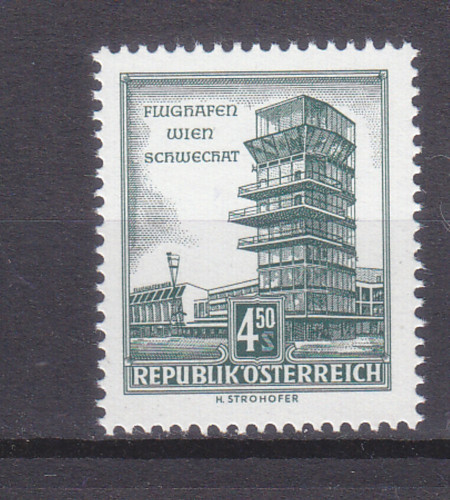 FLUGHAFEN
WIEN
SCHWECHAT
4 50
S
REPUBLIK ÖSTERREICH
H. STROHOFER